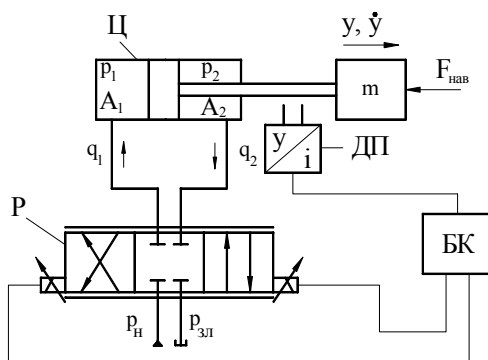 Ц
y, ẏ
p₁
p₂
A₁
A₂
m
Fнав
q₁
q₂
y
i
ДП
Р
БК
pн
pзл